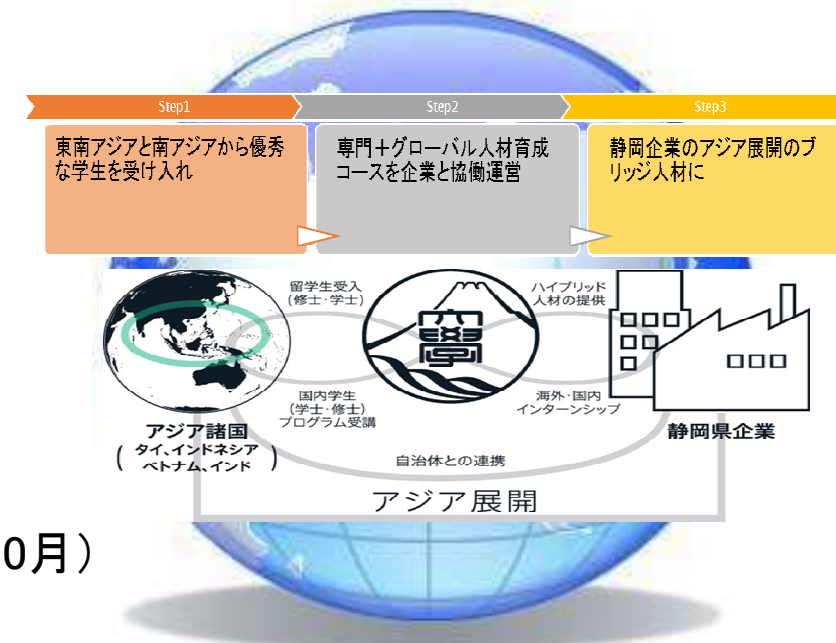 Step1
Step2
Step3
東南アジアと南アジアから優秀
な学生を受け入れ
専門＋グローバル人材育成
コースを企業と協働運営
静岡企業のアジア展開のブ
リッジ人材に
留学生受入
(修士・学士)
ハイブリッド
人材の提供
大學
国内学生
(学士・修士)
プログラム受講
海外・国内
インターンシップ
アジア諸国
(タイ、インドネシア
ベトナム、インド)
静岡県企業
自治体との連携
アジア展開
0月）